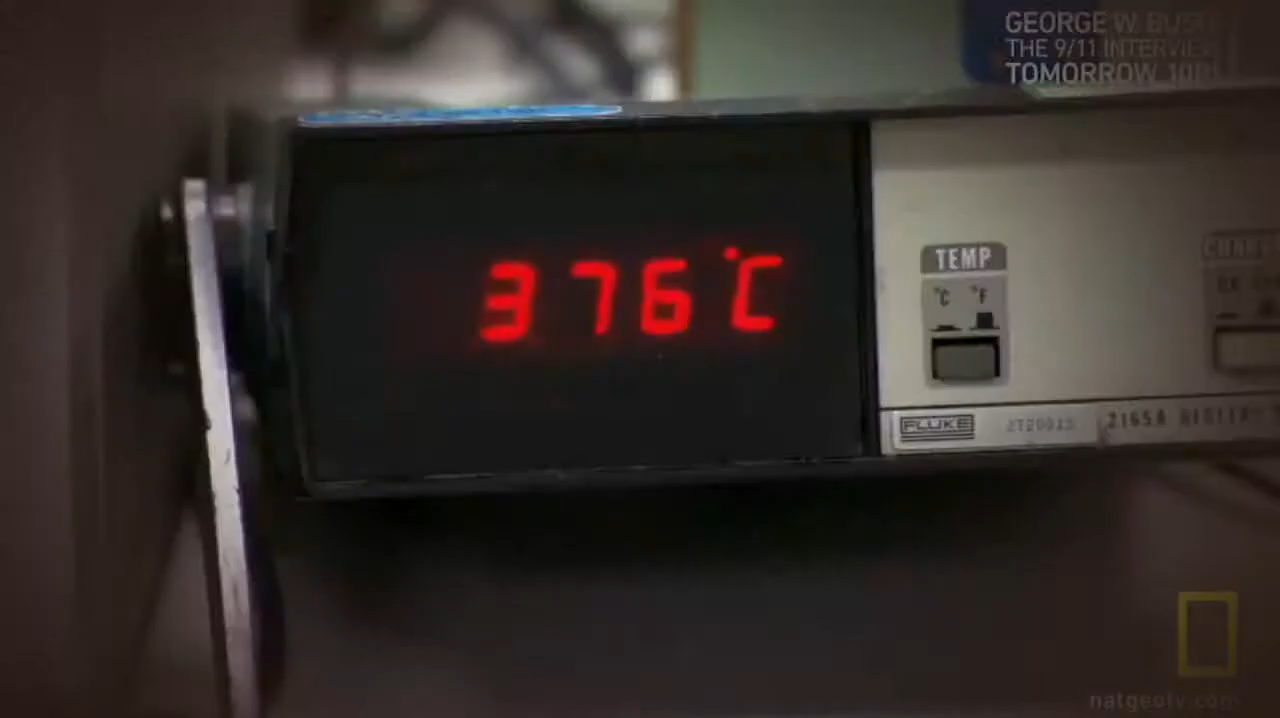 GEORGE W. BUSH
THE 9/11 INTERVIEW
TOMORROW
376°C
TEMP
°C °F
FLUKE
2165A
natgeotv.com